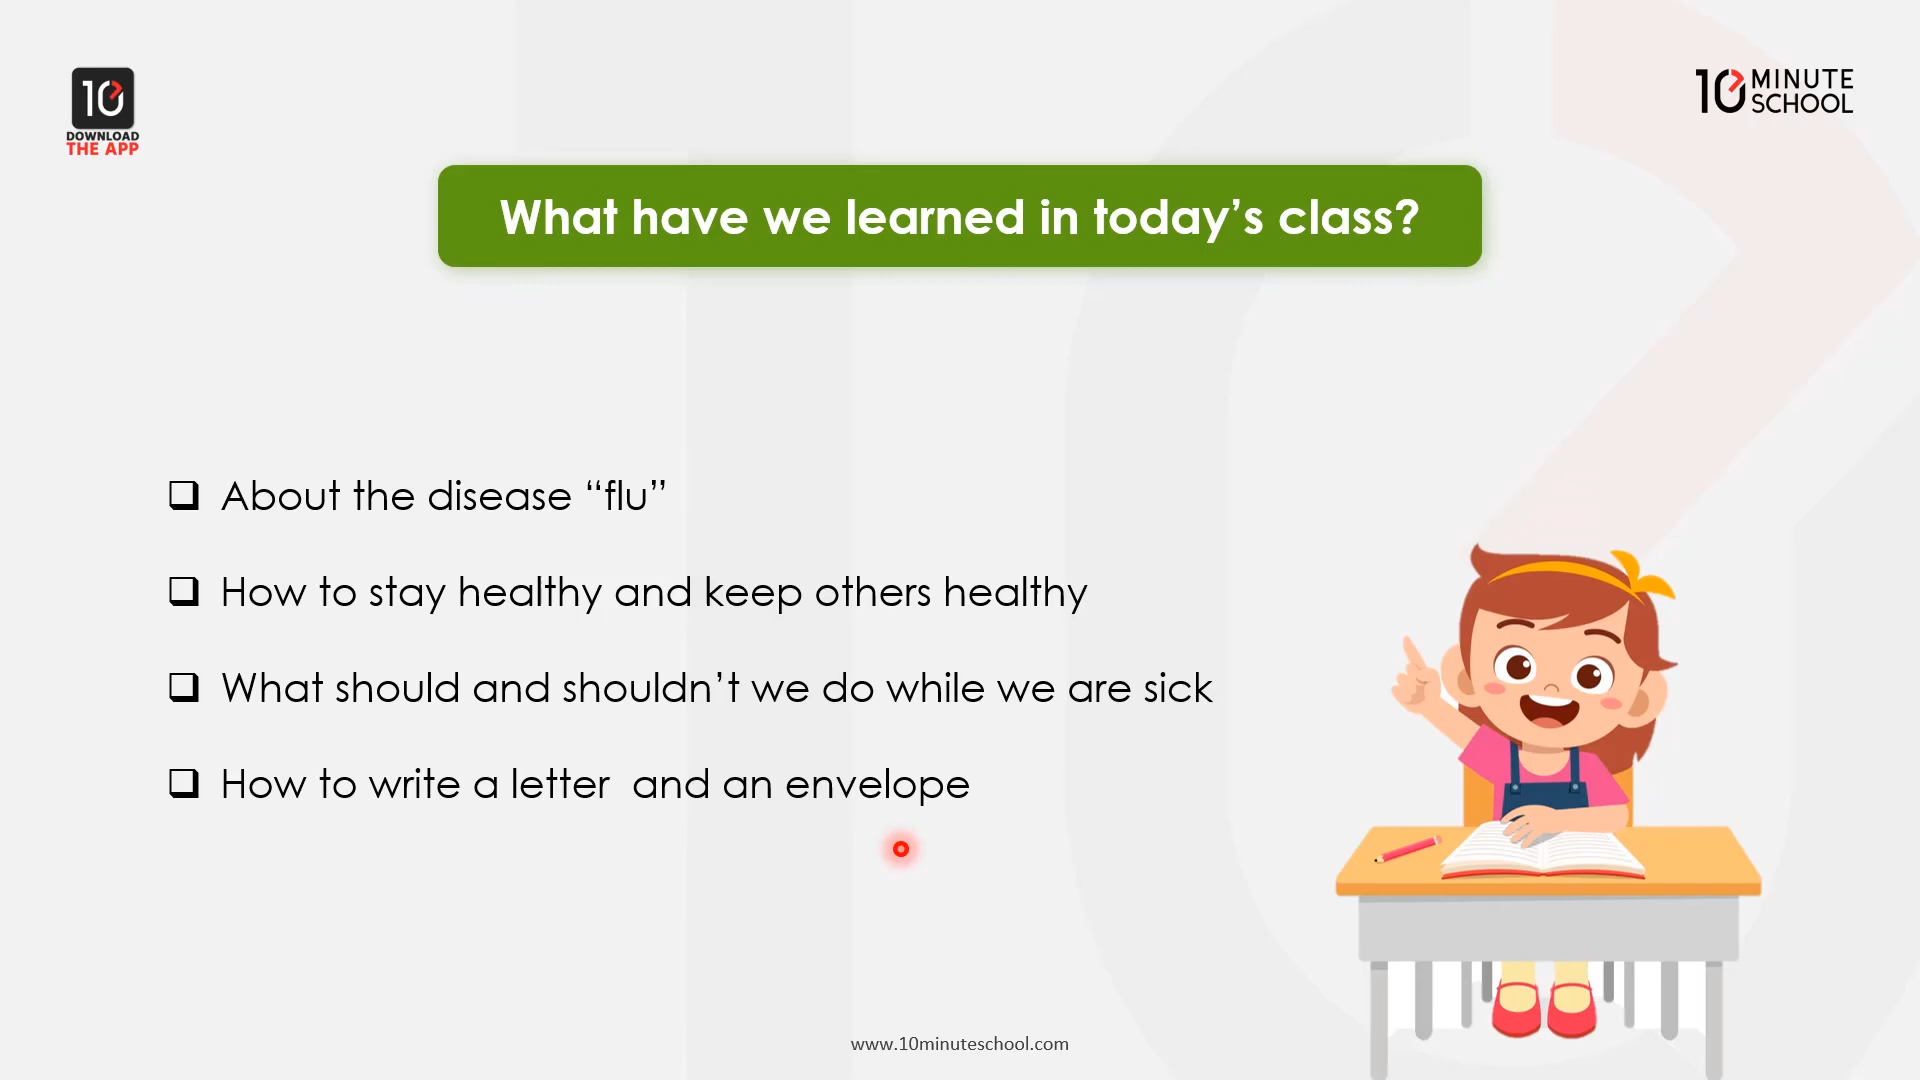 10
DOWNLOAD
THE APP
10 MINUTE
SCHOOL
What have we learned in today’s class?
❑ About the disease “flu”
❑ How to stay healthy and keep others healthy
❑ What should and shouldn’t we do while we are sick
❑ How to write a letter  and an envelope
www.10minuteschool.com